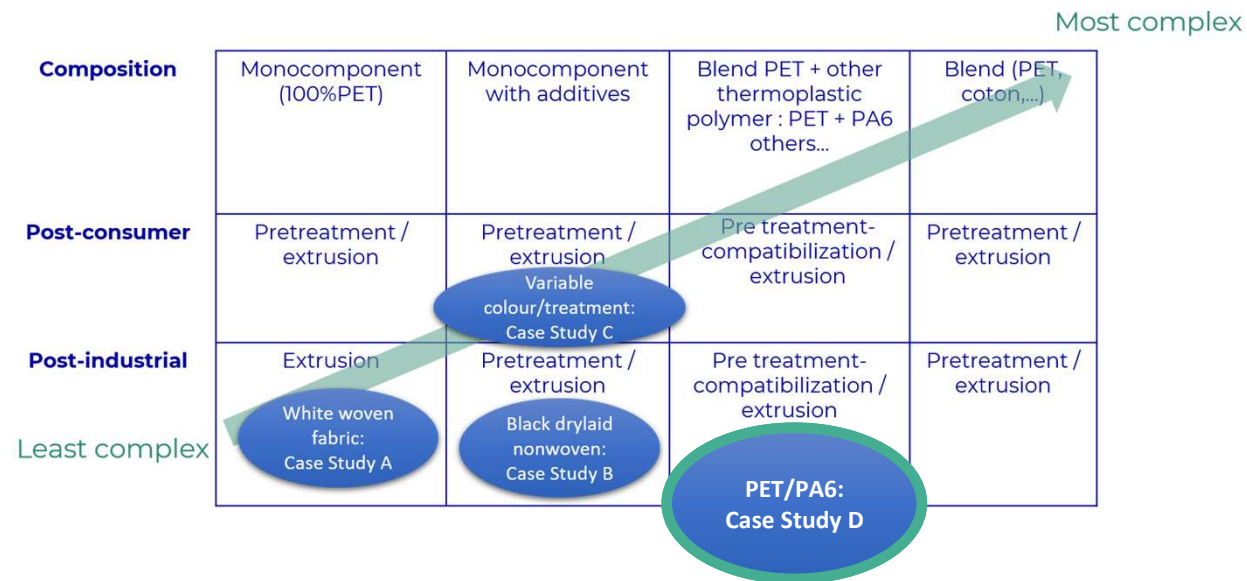 Most complex
Composition
Monocomponent
(100%PET)
Monocomponent
with additives
Blend PET + other
thermoplastic
polymer : PET + PA6
others...
Blend (PET,
coton,...)
Post-consumer
Pretreatment /
extrusion
Pretreatment /
extrusion
Pre treatment-
compatibilization /
extrusion
Pretreatment /
extrusion
Variable
colour/treatment:
Case Study C
Post-industrial
Extrusion
Pretreatment /
extrusion
Pre treatment-
compatibilization /
extrusion
Pretreatment /
extrusion
Least complex
White woven
fabric:
Case Study A
Black drylaid
nonwoven:
Case Study B
PET/PA6:
Case Study D